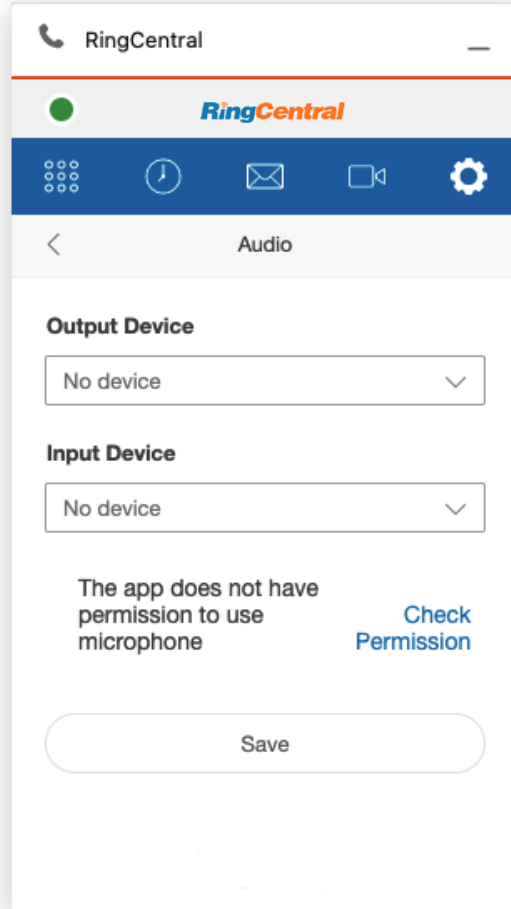 RingCentral
RingCentral
Audio
Output Device
No device
Input Device
No device
The app does not have
permission to use
microphone
Check
Permission
Save